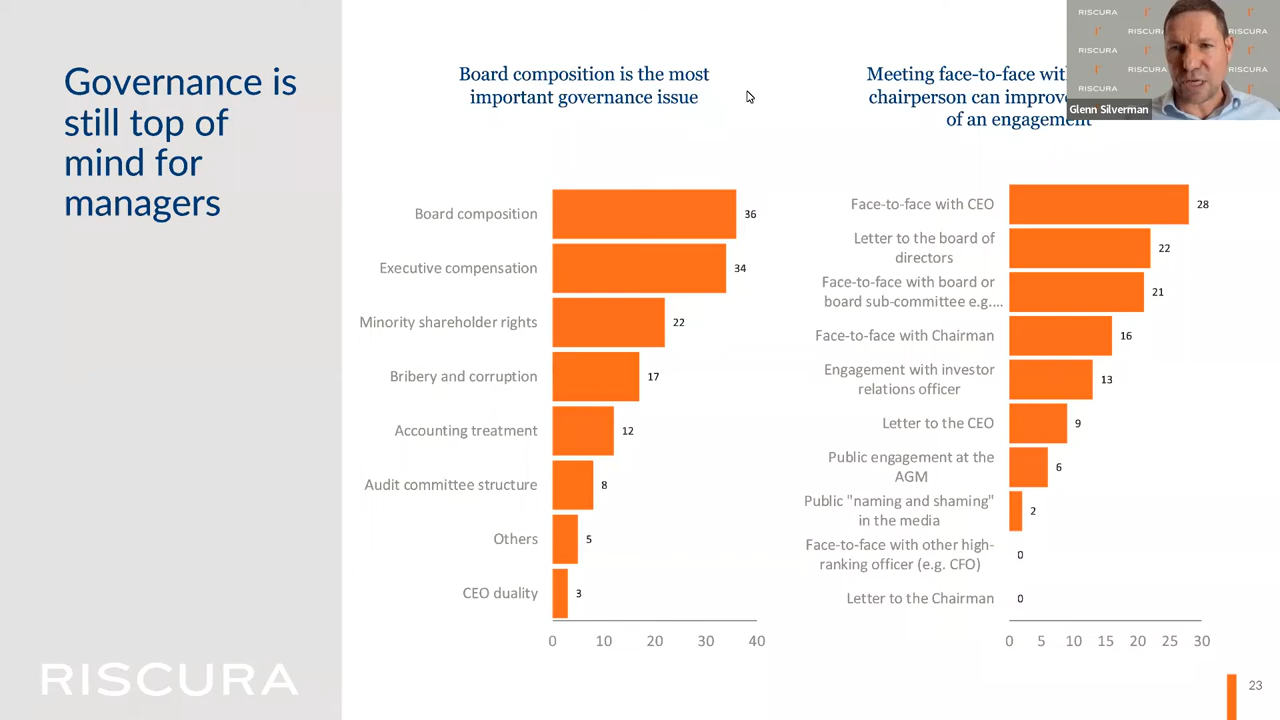 Governance is
still top of
mind for
managers
RISCURA
Board composition is the most
important governance issue
Board composition
36
Executive compensation
34
Minority shareholder rights
22
Bribery and corruption
17
Accounting treatment
12
Audit committee structure
8
Others
5
CEO duality
3
0 10 20 30 40
Meeting face-to-face
chairperson can
of an engagement
Face-to-face with CEO
28
Letter to the board of
directors
22
Face-to-face with board or
board sub-committee e.g....
21
Face-to-face with Chairman
16
Engagement with investor
relations officer
13
Letter to the CEO
9
Public engagement at the
AGM
6
Public "naming and shaming"
in the media
2
Face-to-face with other high-
ranking officer (e.g. CFO)
0
Letter to the Chairman
0
0 5 10 15 20 25 30
RISCURA
RISCURA RISCURA
RISCURA
RISCURA RISCURA
RISCURA
Glenn Silverman
23